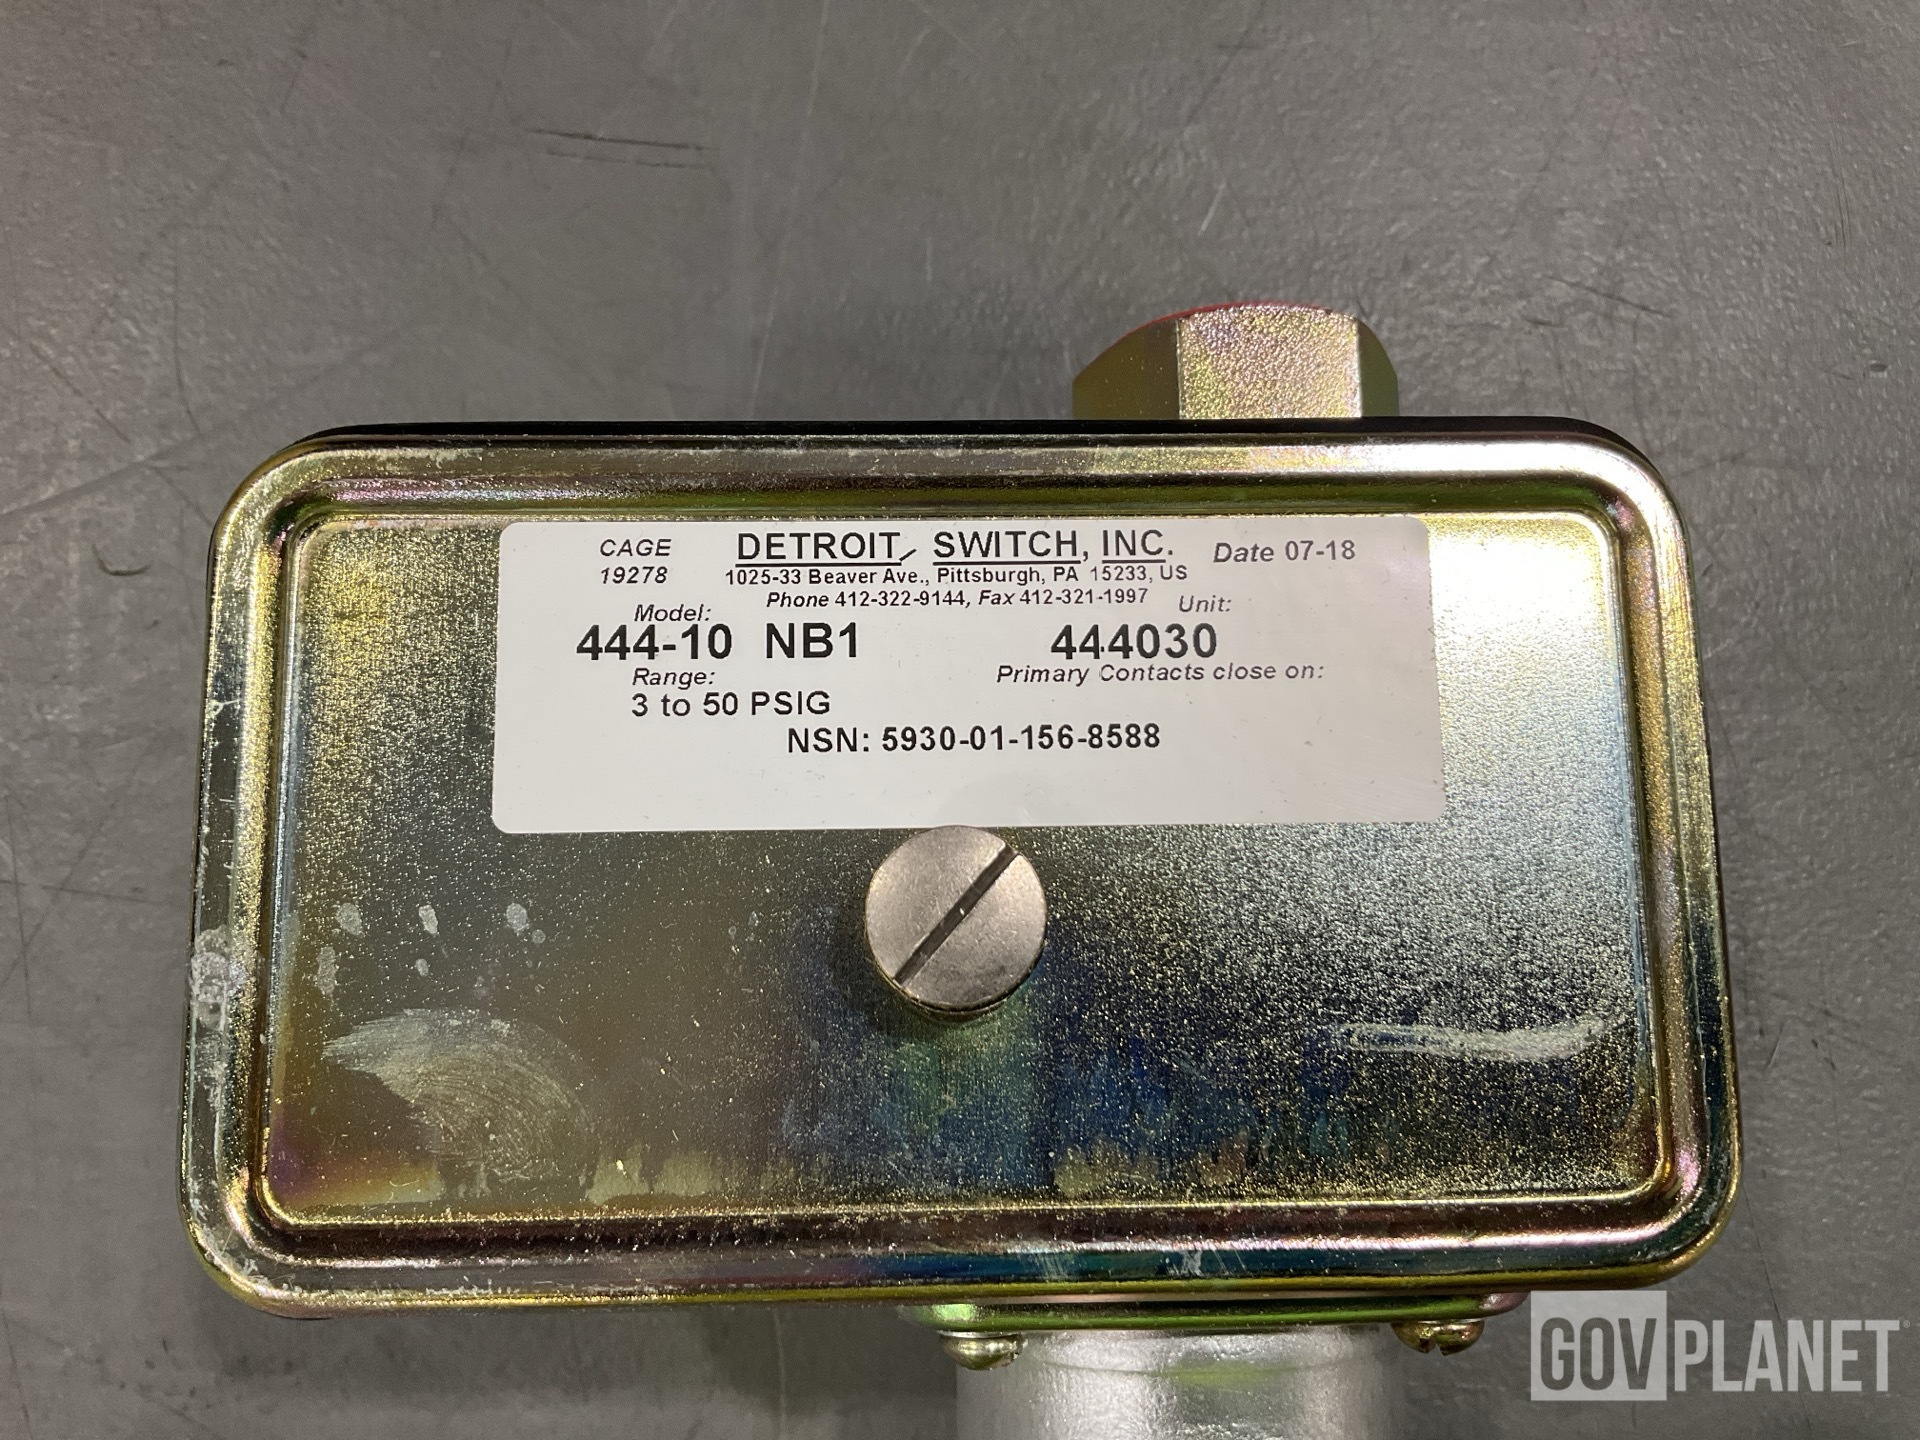 CAGE DETROIT SWITCH, INC. Date 07-18
19278 1025-33 Beaver Ave., Pittsburgh, PA 15233, US
Phone 412-322-9144, Fax 412-321-1997
Model: Unit:
444-10 NB1 444030
Range: Primary Contacts close on:
3 to 50 PSIG
NSN: 5930-01-156-8588
GOVPLANET